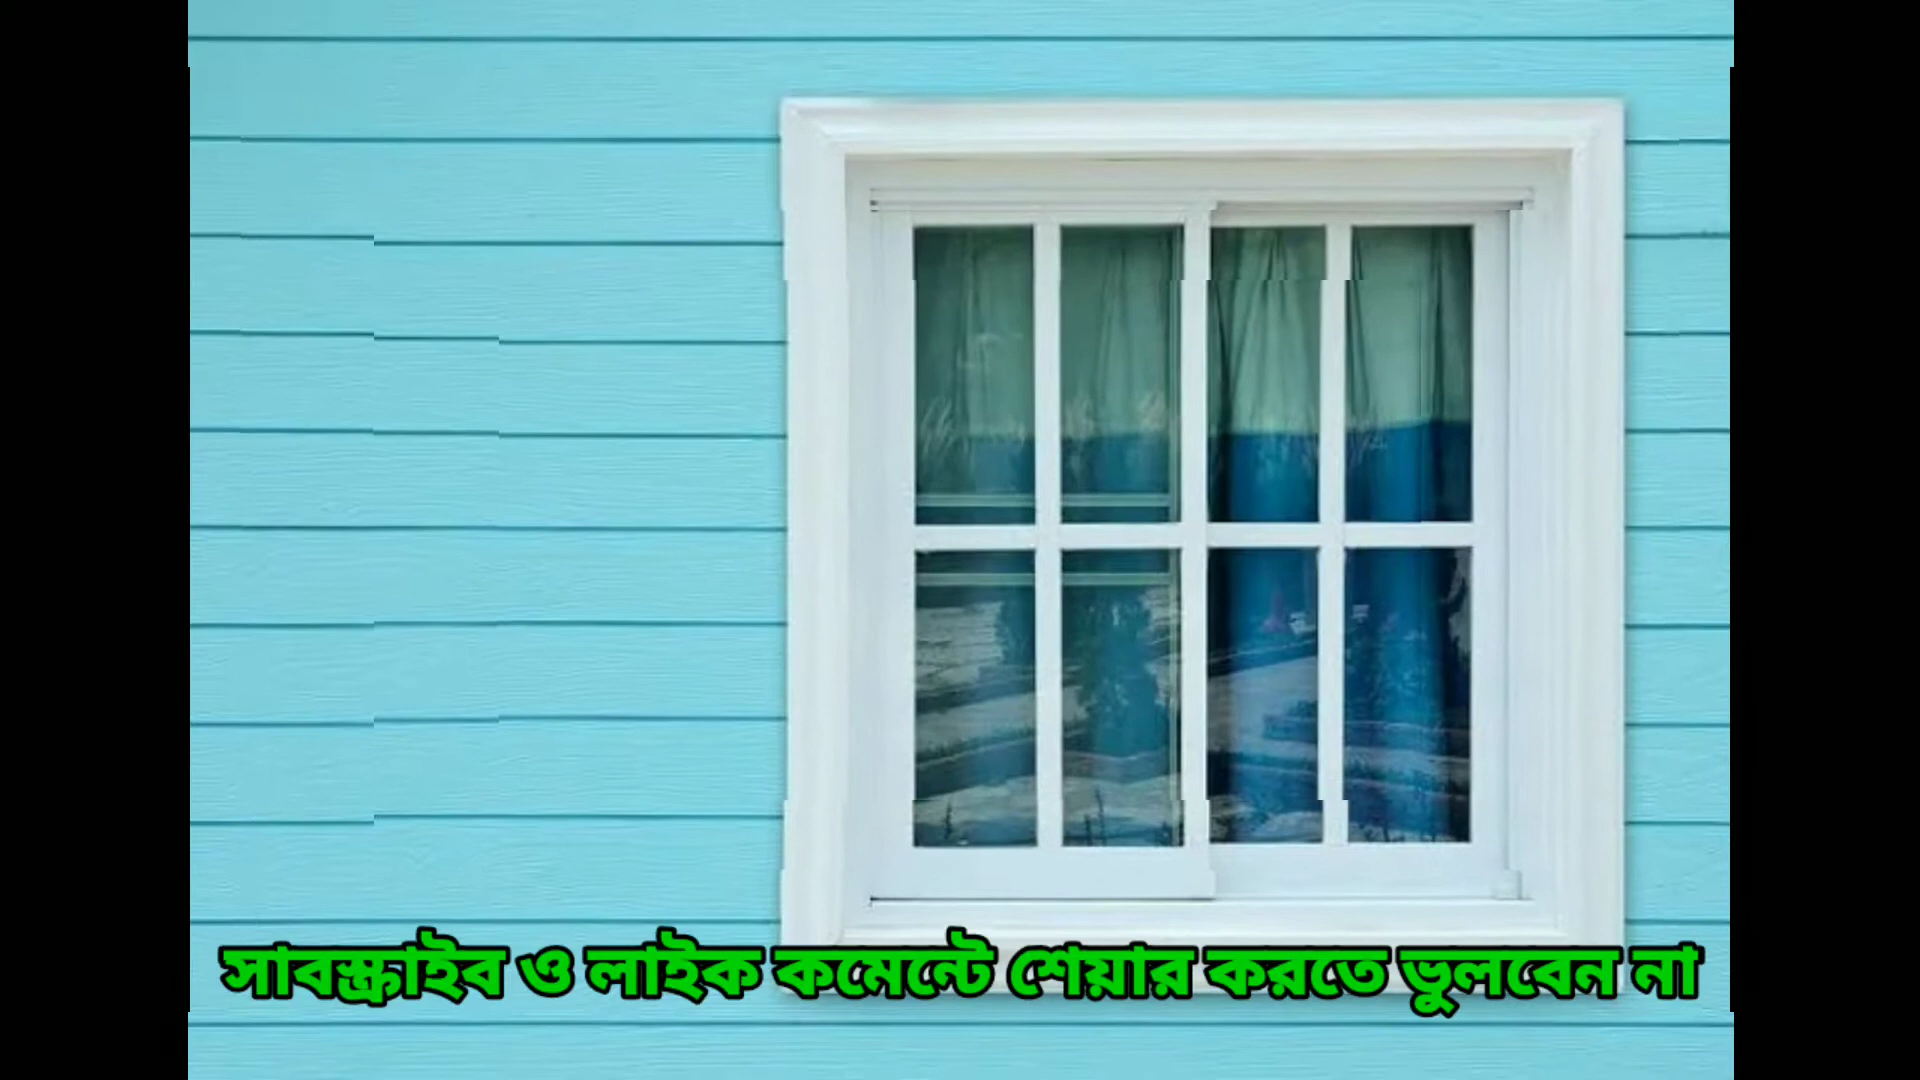 সাবস্ক্রাইব ও লাইক কমেন্টে শেয়ার করতে ভুলবেন না